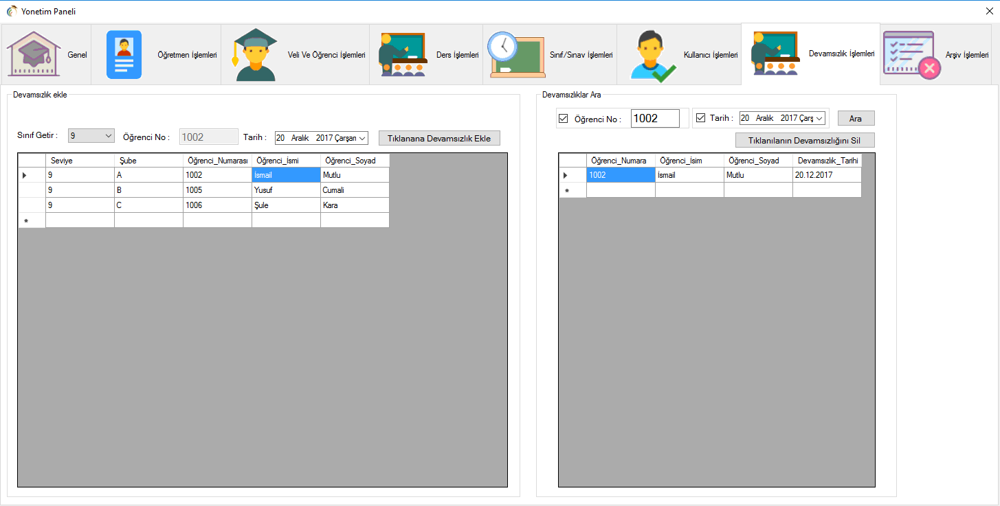 Yonetim Paneli
Genel
Öğretmen İşlemleri
Veli Ve Öğrenci İşlemleri
Ders İşlemleri
Sınıf/Sınav İşlemleri
Kullanıcı İşlemleri
Devamsızlık İşlemleri
Arşiv İşlemleri
Devamsızlık ekle
Sınıf Getir : 9 Öğrenci No : 1002 Tarih : 20 Aralık 2017 Çarşan Tıklanana Devamsızlık Ekle
Seviye Şube Öğrenci_Numarası Öğrenci_İsmi Öğrenci_Soyad
9 A 1002 İsmail Mutlu
9 B 1005 Yusuf Cumali
9 C 1006 Şule Kara
Devamsızlıklar Ara
Öğrenci No : 1002 Tarih : 20 Aralık 2017 Çarş Ara
Tıklanılanın Devamsızlığını Sil
Öğrenci_Numara Öğrenci_İsim Öğrenci_Soyad Devamsızlık_Tarihi
1002 İsmail Mutlu 20.12.2017